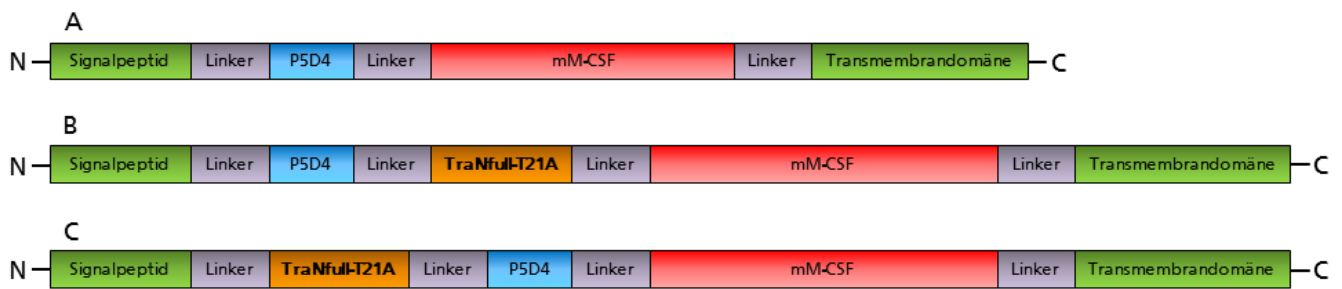 A
N Signalpeptid Linker P5D4 Linker mM-CSF Linker Transmembrandomäne C
B
N Signalpeptid Linker P5D4 Linker TraNfull-T21A Linker mM-CSF Linker Transmembrandomäne C
C
N Signalpeptid Linker TraNfull-T21A Linker P5D4 Linker mM-CSF Linker Transmembrandomäne C